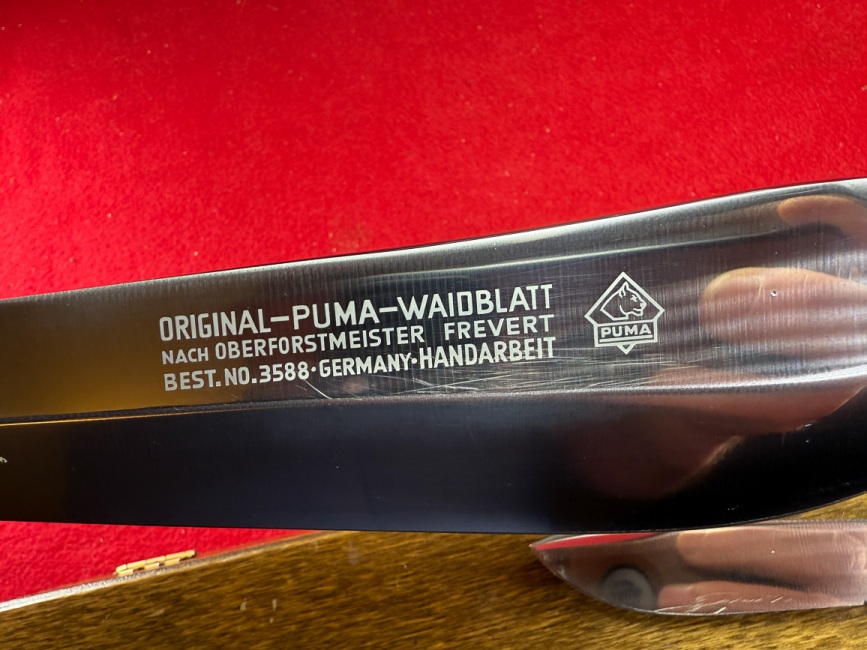 ORIGINAL-PUMA-WAIDBLATT
NACH OBERFORSTMEISTER FREVERT
BEST. NO. 3588·GERMANY·HANDARBEIT
PUMA